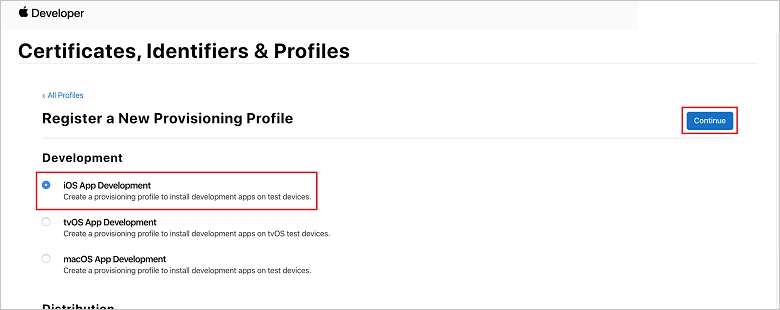 Developer
Certificates, Identifiers & Profiles
‹ All Profiles
Register a New Provisioning Profile
Continue
Development
iOS App Development
Create a provisioning profile to install development apps on test devices.
tvOS App Development
Create a provisioning profile to install development apps on tvOS test devices.
macOS App Development
Create a provisioning profile to install development apps on test devices.
Distribution